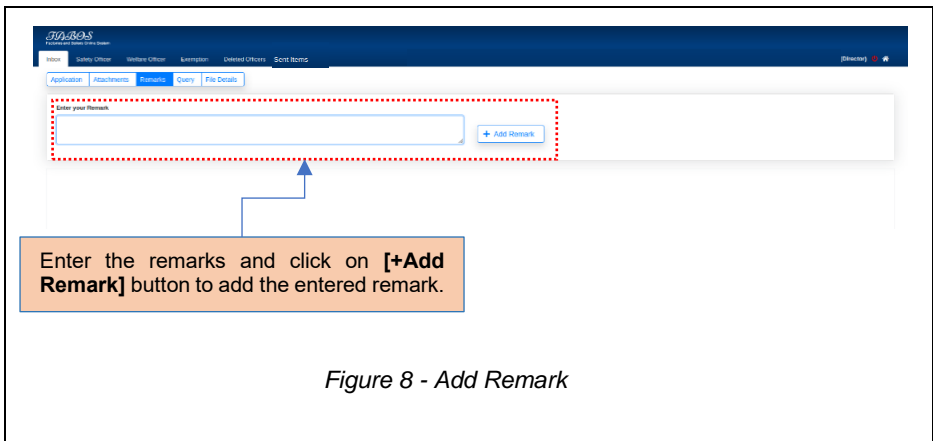 FABOS
Factories and Boilers Online System
Inbox Safety Officer Welfare Officer Exemption Deleted Officers Sent Items (Director)
Application Attachments Remarks Query File Details
Enter your Remark
+ Add Remark
Enter the remarks and click on [+Add
Remark] button to add the entered remark.
Figure 8 - Add Remark